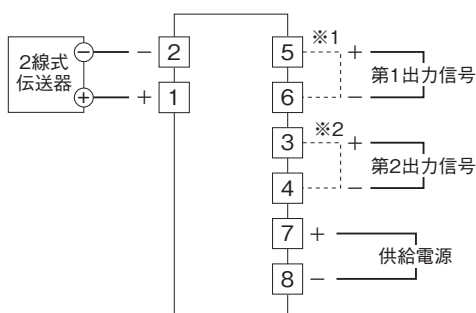 2線式
伝送器
− − 2
+ + 1
5 ※1 +
第1出力信号
6 −
3 ※2 +
第2出力信号
4 −
7 +
供給電源
8 −